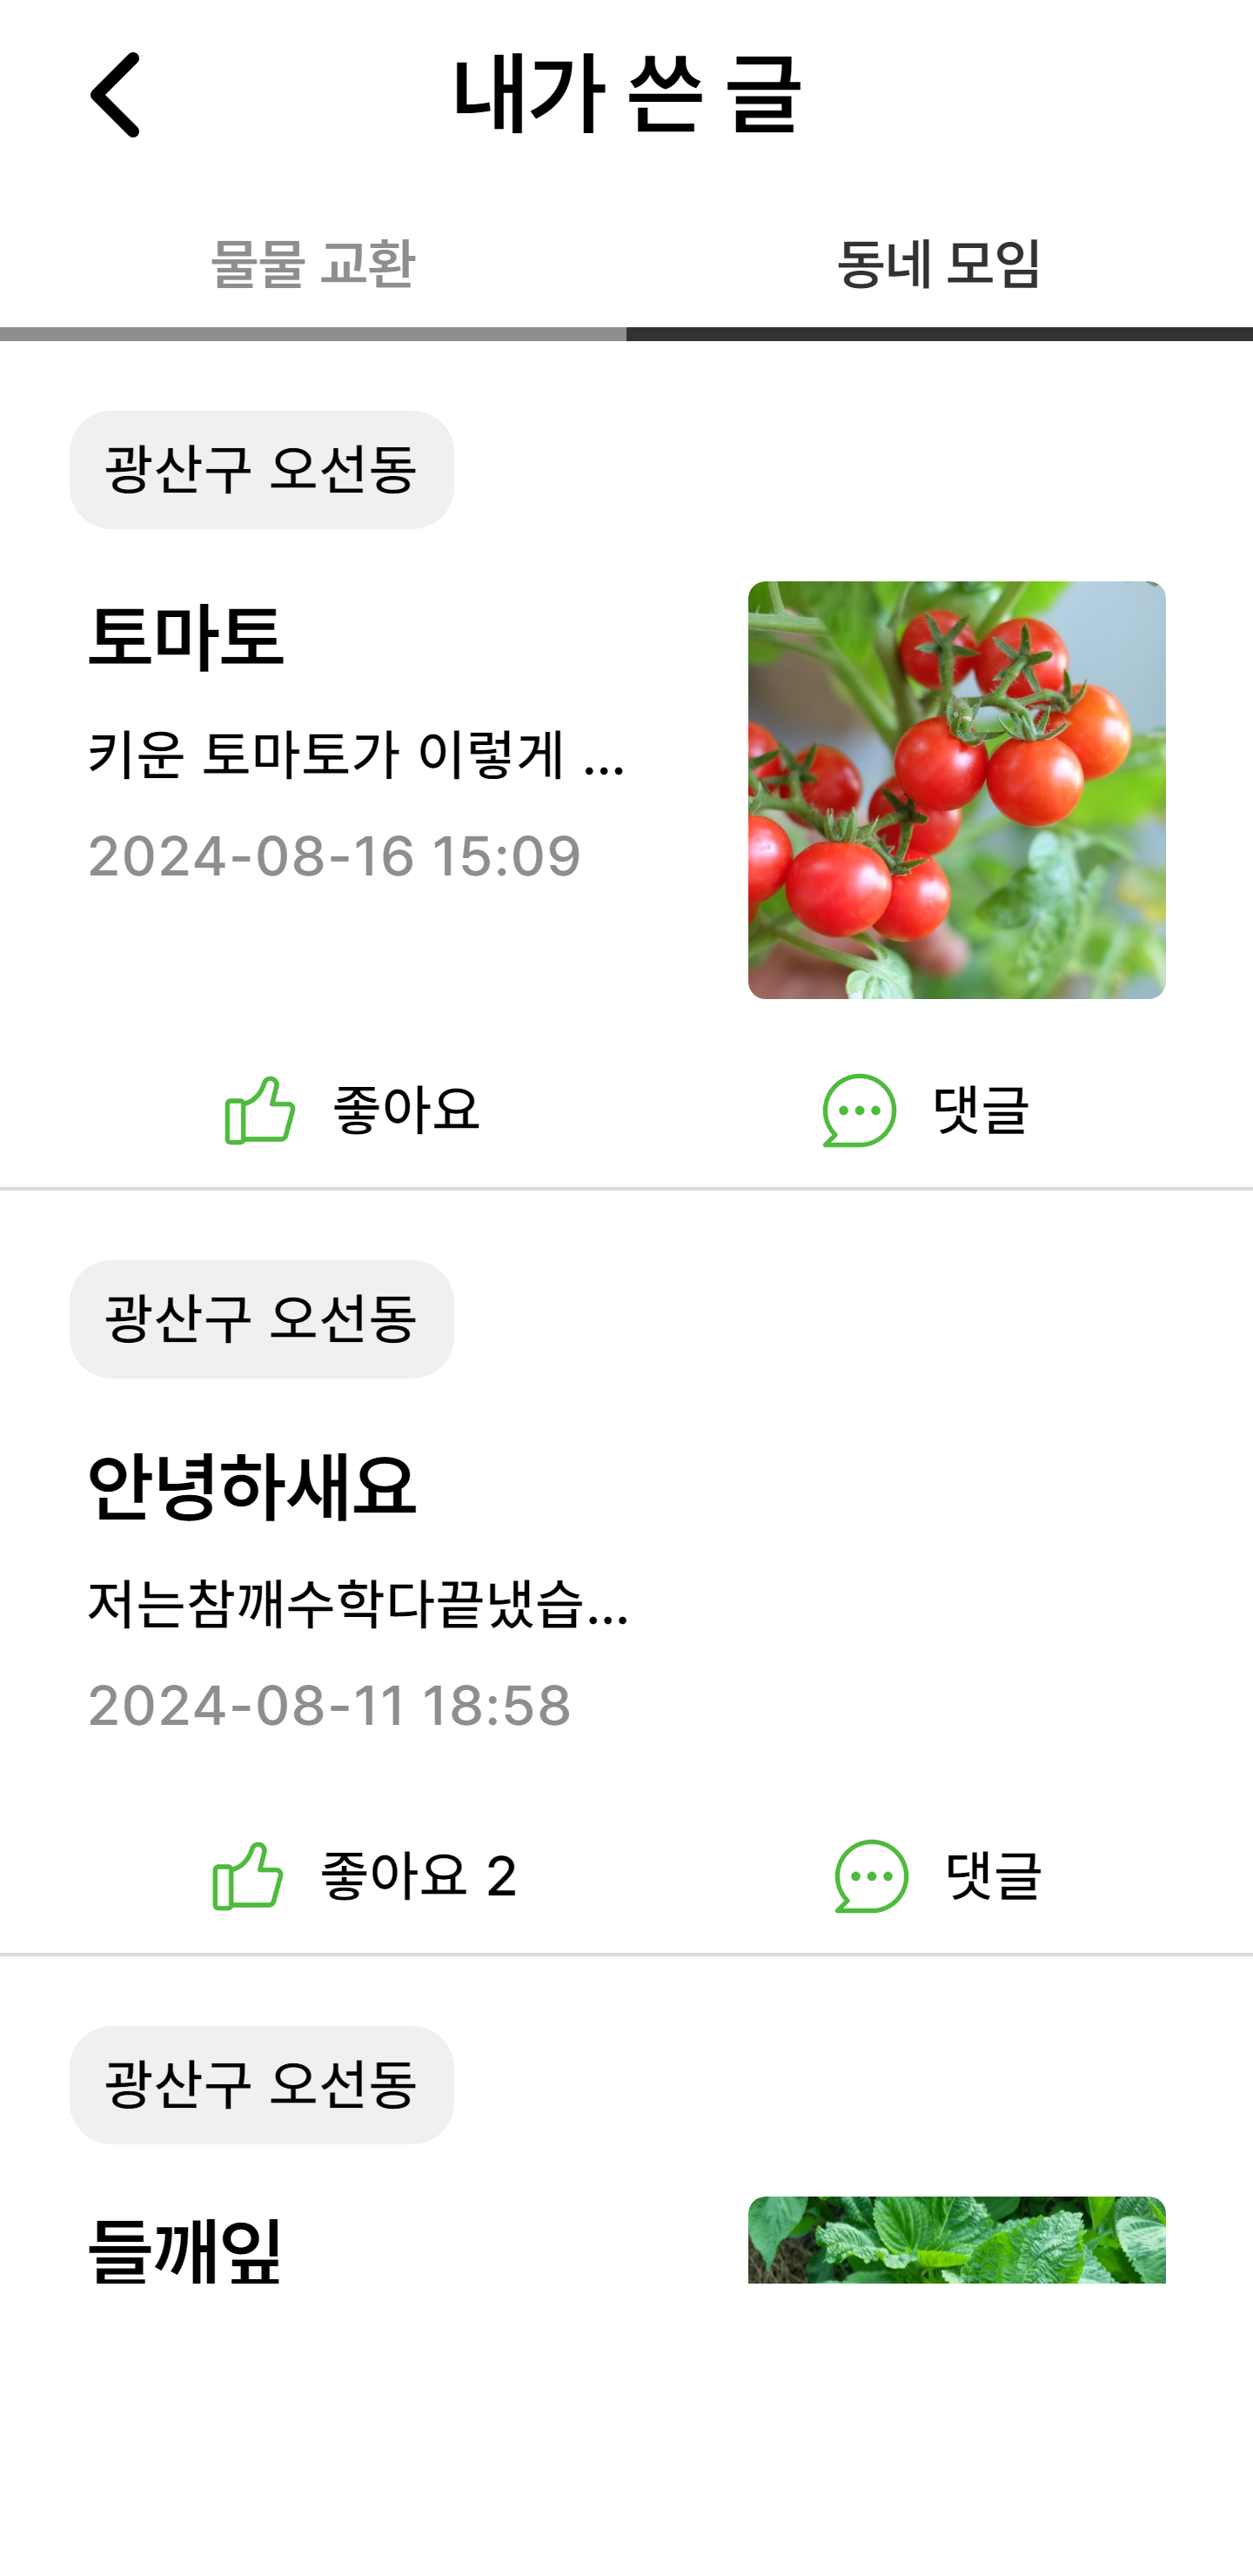 내가 쓴 글
물물 교환
동네 모임
광산구 오선동
토마토
키운 토마토가 이렇게 ...
2024-08-16 15:09
좋아요
댓글
광산구 오선동
안녕하새요
저는참깨수학다끝냈습...
2024-08-11 18:58
좋아요 2
댓글
광산구 오선동
들깨잎